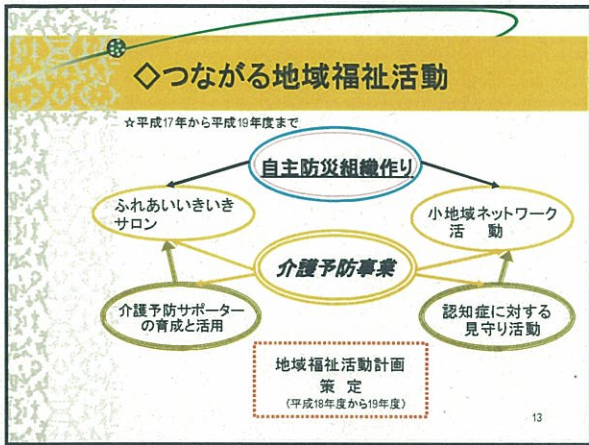 ◇つながる地域福祉活動
☆平成17年から平成19年度まで
自主防災組織作り
ふれあいいきいき
サロン
小地域ネットワーク
活　動
介護予防事業
介護予防サポーター
の育成と活用
認知症に対する
見守り活動
地域福祉活動計画
策 定
（平成18年度から19年度）
13